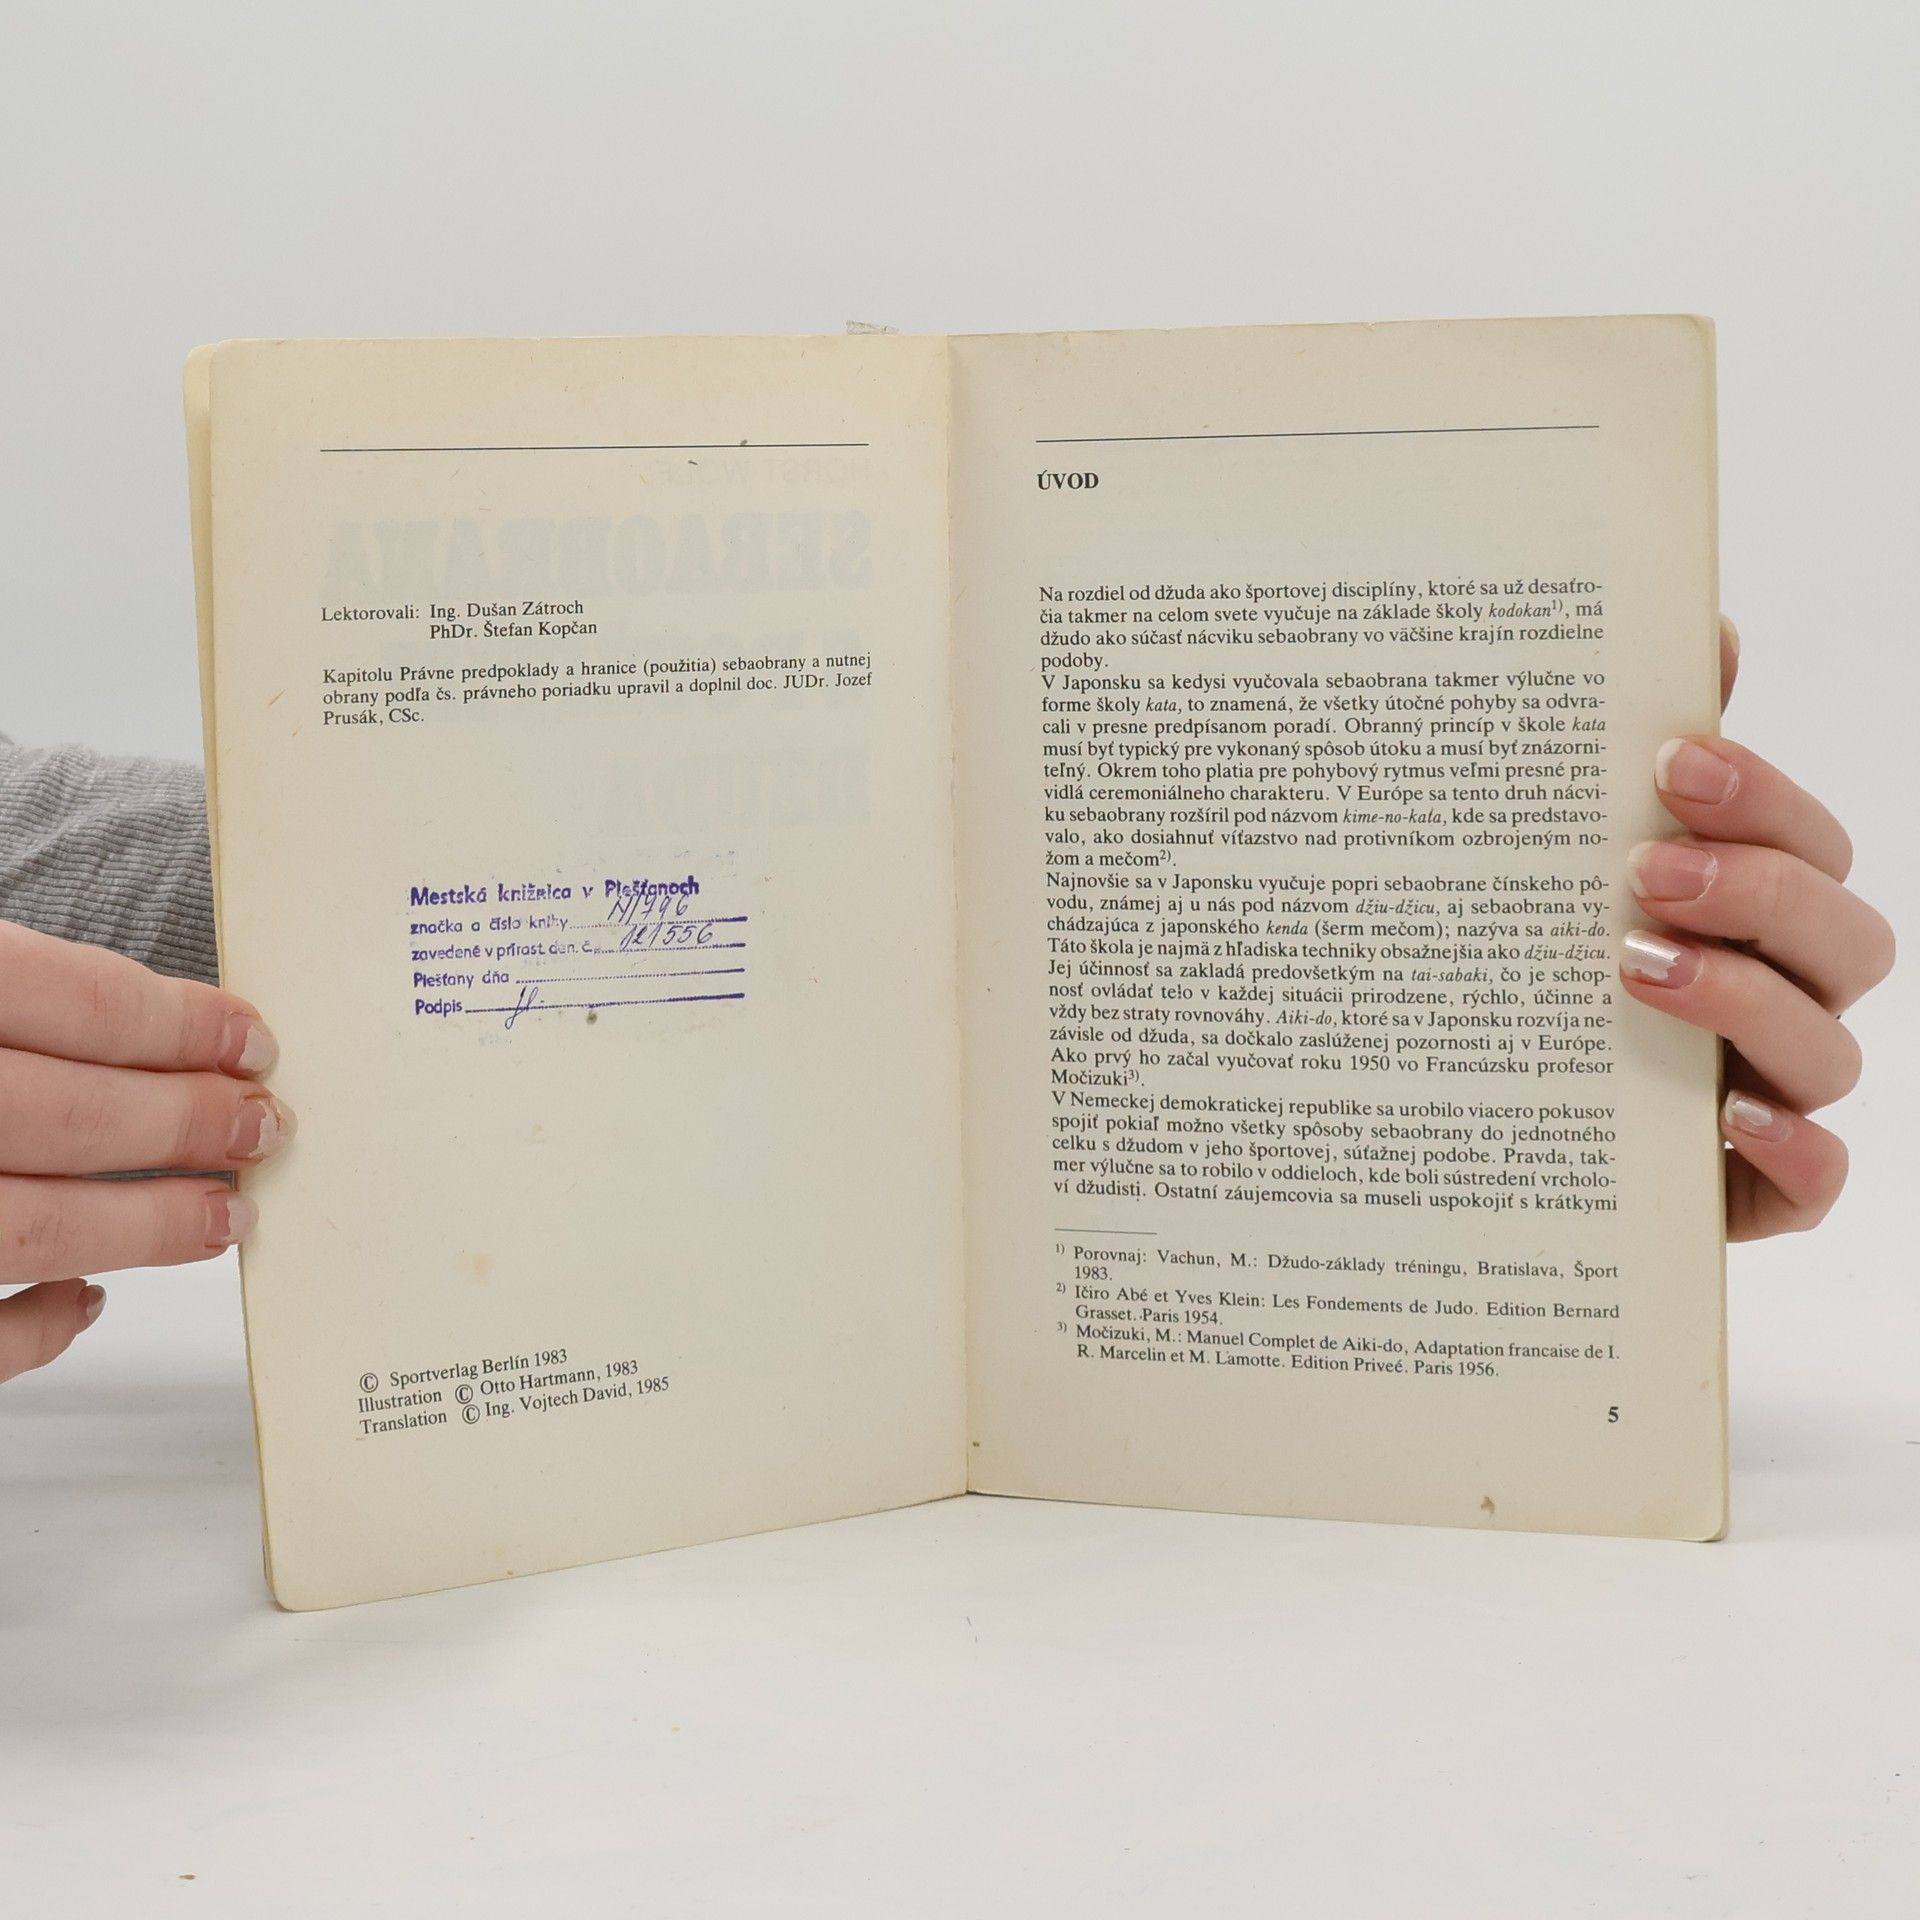 Lektorovali: Ing. Dušan Zátroch
PhDr. Štefan Kopčan
Kapitolu Právne predpoklady a hranice (použitia) sebaobrany a nutnej
obrany podľa čs. právneho poriadku upravil a doplnil doc. JUDr. Jozef
Prusák, CSc.
Mestská knižnica v Piešťanoch
značka a číslo knihy
zavedené v prírast. den. č. 121556
Piešťany dňa
Podpis
© Sportverlag Berlín 1983
Illustration © Otto Hartmann, 1983
Translation © Ing. Vojtech David, 1985
ÚVOD
Na rozdiel od džuda ako športovej disciplíny, ktoré sa už desaťro-
čia takmer na celom svete vyučuje na základe školy kodokan1), má
džudo ako súčasť nácviku sebaobrany vo väčšine krajín rozdielne
podoby.
V Japonsku sa kedysi vyučovala sebaobrana takmer výlučne vo
forme školy kata, to znamená, že všetky útočné pohyby sa odvra-
cali v presne predpísanom poradí. Obranný princíp v škole kata
musí byť typický pre vykonaný spôsob útoku a musí byť znázorni-
teľný. Okrem toho platia pre pohybový rytmus veľmi presné pra-
vidlá ceremoniálneho charakteru. V Európe sa tento druh nácvi-
ku sebaobrany rozšíril pod názvom kime-no-kata, kde sa predstavo-
valo, ako dosiahnuť víťazstvo nad protivníkom ozbrojeným no-
žom a mečom2).
Najnovšie sa v Japonsku vyučuje popri sebaobrane čínskeho pô-
vodu, známej aj u nás pod názvom džiu-džicu, aj sebaobrana vy-
chádzajúca z japonského kenda (šerm mečom); nazýva sa aiki-do.
Táto škola je najmä z hľadiska techniky obsažnejšia ako džiu-džicu.
Jej účinnosť sa zakladá predovšetkým na tai-sabaki, čo je schop-
nosť ovládať telo v každej situácii prirodzene, rýchlo, účinne a
vždy bez straty rovnováhy. Aiki-do, ktoré sa v Japonsku rozvíja ne-
závisle od džuda, sa dočkalo zaslúženej pozornosti aj v Európe.
Ako prvý ho začal vyučovať roku 1950 vo Francúzsku profesor
Močizuki3).
V Nemeckej demokratickej republike sa urobilo viacero pokusov
spojiť pokiaľ možno všetky spôsoby sebaobrany do jednotného
celku s džudom v jeho športovej, súťažnej podobe. Pravda, tak-
mer výlučne sa to robilo v oddieloch, kde boli sústredení vrcholo-
ví džudisti. Ostatní záujemcovia sa museli uspokojiť s krátkymi
1) Porovnaj: Vachun, M.: Džudo-základy tréningu, Bratislava, Šport
1983.
2) Ičiro Abé et Yves Klein: Les Fondements de Judo. Edition Bernard
Grasset. Paris 1954.
3) Močizuki, M.: Manuel Complet de Aiki-do, Adaptation francaise de I.
R. Marcelin et M. Lamotte. Edition Priveé. Paris 1956.
5